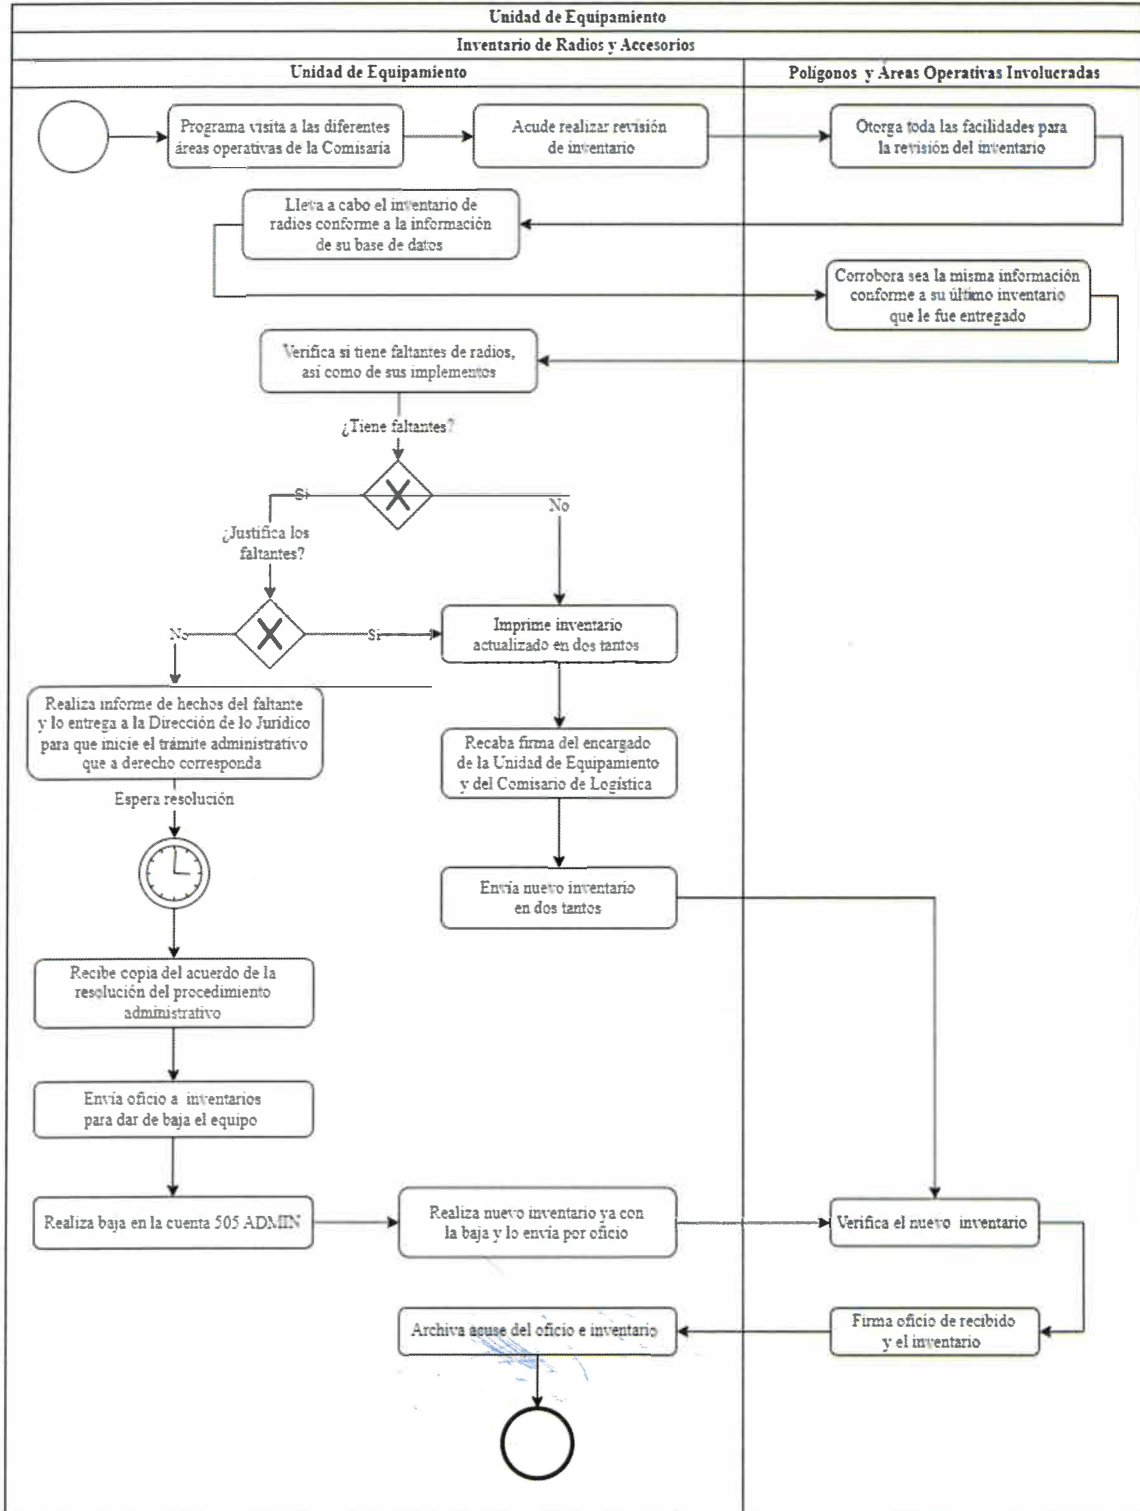 Unidad de Equipamiento
Inventario de Radios y Accesorios
Unidad de Equipamiento
Polígonos y Áreas Operativas Involucradas
Programa visita a las diferentes
áreas operativas de la Comisaría
Acude realizar revisión
de inventario
Otorga toda las facilidades para
la revisión del inventario
Lleva a cabo el inventario de
radios conforme a la información
de su base de datos
Corrobora sea la misma información
conforme a su último inventario
que le fue entregado
Verifica si tiene faltantes de radios,
así como de sus implementos
¿Tiene faltantes?
Si
No
¿Justifica los
faltantes?
No
Si
Imprime inventario
actualizado en dos tantos
Realiza informe de hechos del faltante
y lo entrega a la Dirección de lo Jurídico
para que inicie el trámite administrativo
que a derecho corresponda
Recaba firma del encargado
de la Unidad de Equipamiento
y del Comisario de Logística
Espera resolución
Envía nuevo inventario
en dos tantos
Recibe copia del acuerdo de la
resolución del procedimiento
administrativo
Envía oficio a inventarios
para dar de baja el equipo
Realiza baja en la cuenta 505 ADMIN
Realiza nuevo inventario ya con
la baja y lo envía por oficio
Verifica el nuevo inventario
Archiva acuse del oficio e inventario
Firma oficio de recibido
y el inventario